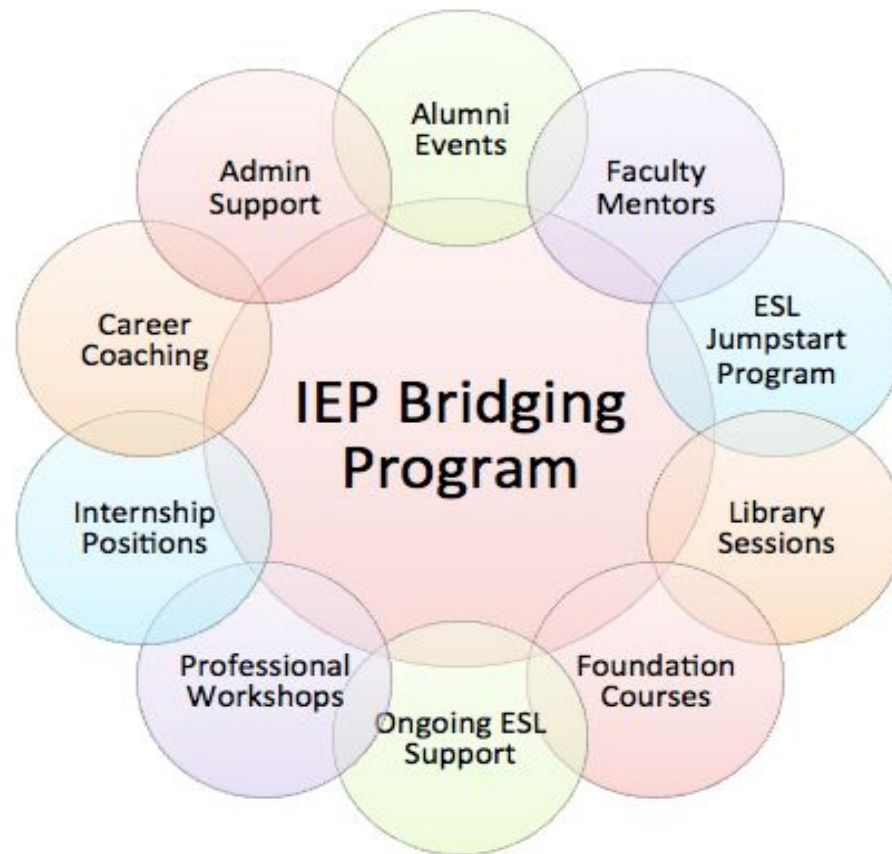 Alumni
Events
Faculty
Mentors
ESL
Jumpstart
Program
Library
Sessions
Foundation
Courses
Ongoing ESL
Support
Professional
Workshops
Internship
Positions
Career
Coaching
Admin
Support
IEP Bridging
Program